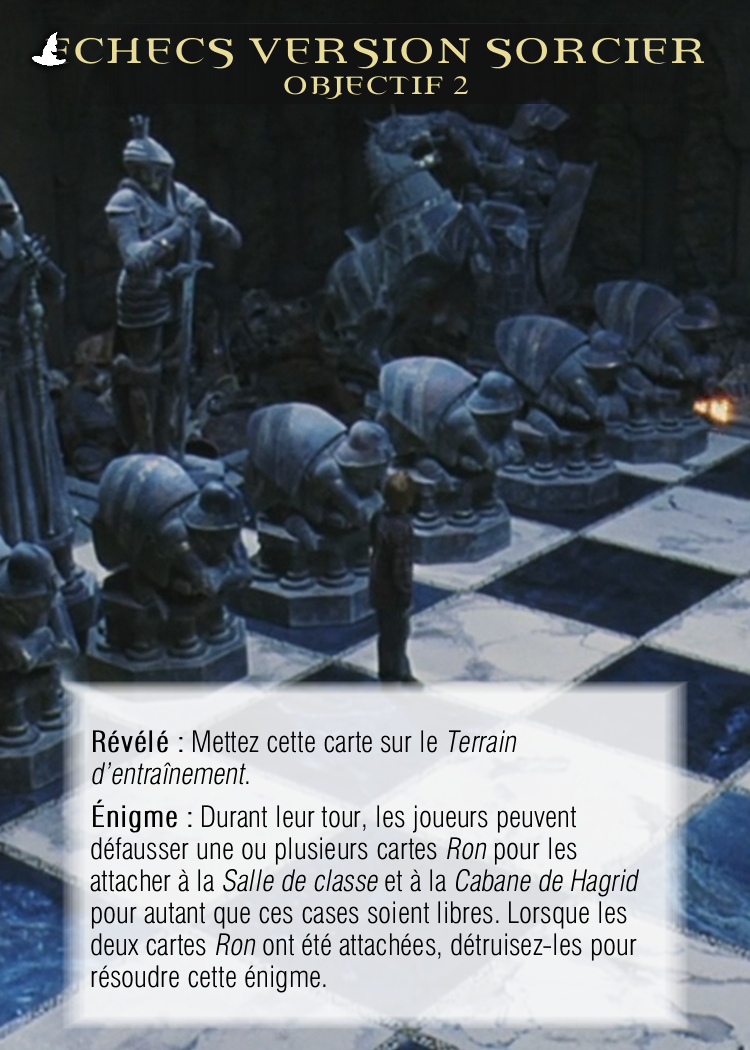 ECHECS VERSION SORCIER
OBJECTIF 2
Révélé : Mettez cette carte sur le Terrain
d'entraînement.
Énigme : Durant leur tour, les joueurs peuvent
défausser une ou plusieurs cartes Ron pour les
attacher à la Salle de classe et à la Cabane de Hagrid
pour autant que ces cases soient libres. Lorsque les
deux cartes Ron ont été attachées, détruisez-les pour
résoudre cette énigme.